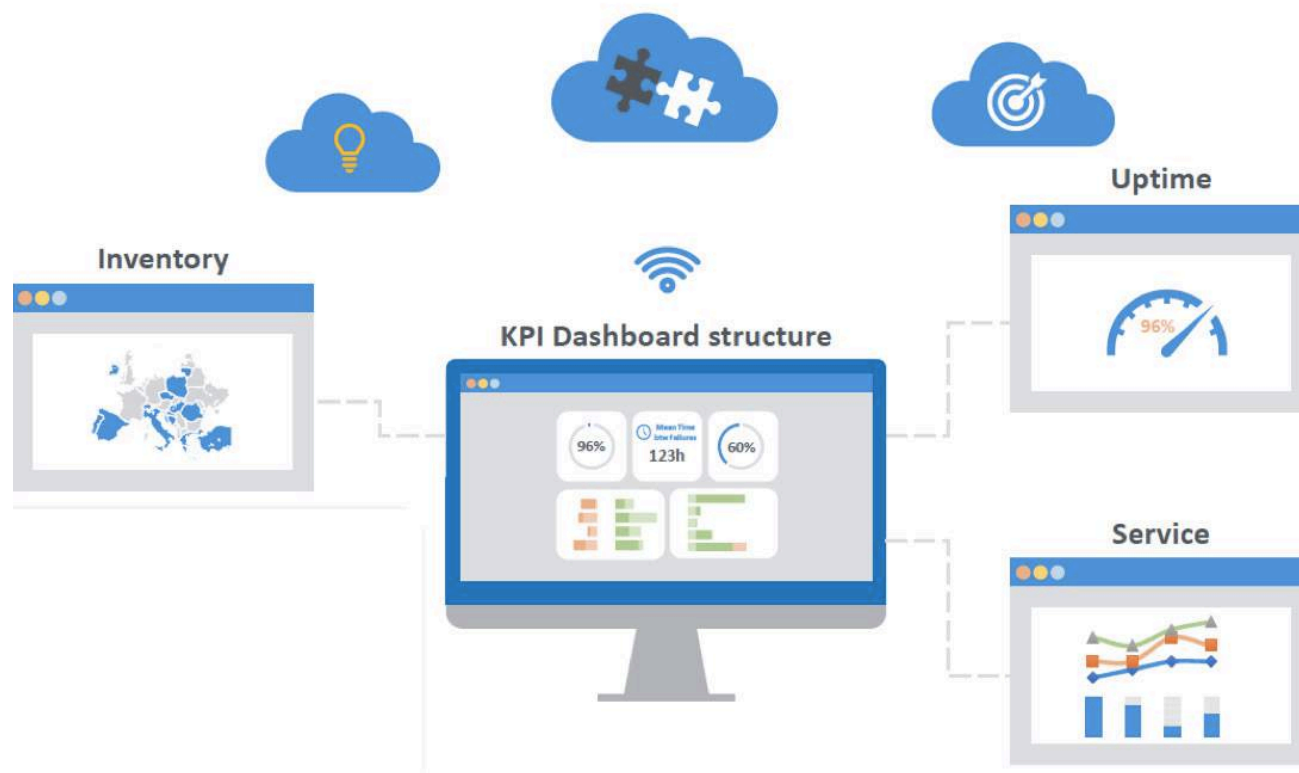 Uptime
96%
Inventory
KPI Dashboard structure
96%
Mean Time
btw Failures
123h
60%
Service